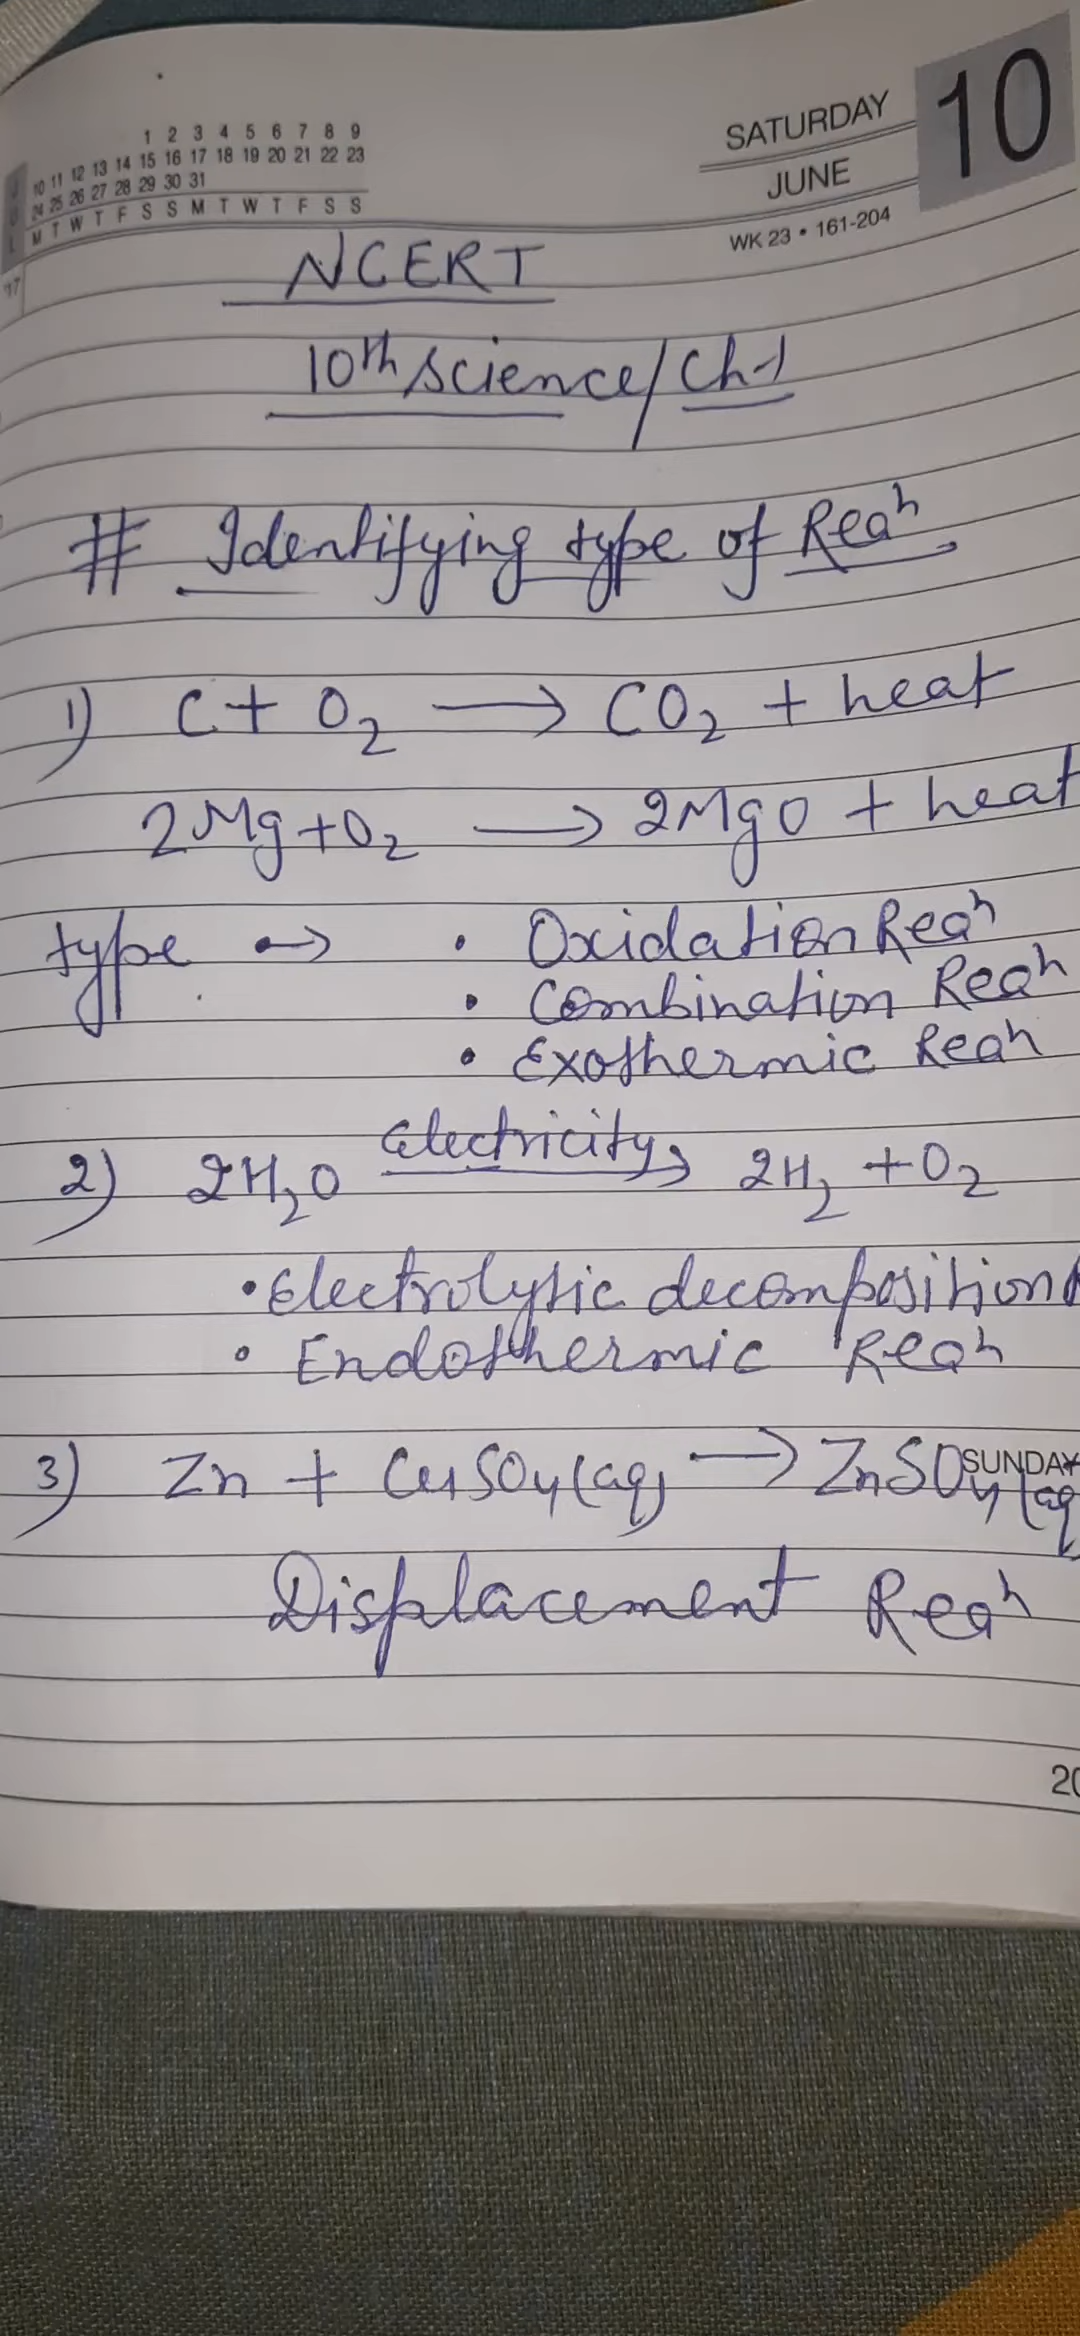 1 2 3 4 5 6 7 8 9
10 11 12 13 14 15 16 17 18 19 20 21 22 23
24 25 26 27 28 29 30 31
M T W T F S S M T W T F S S
'17
SATURDAY
JUNE
10
WK 23 • 161-204
NCERT
10th science/Ch-1
# Identifying type of Reaⁿ
1) C + O₂ → CO₂ + heat
2Mg + O₂ → 2MgO + heat
type → • Oxidation Reaⁿ
• Combination Reaⁿ
• Exothermic Reaⁿ
2) 2H₂O Electricity→ 2H₂ + O₂
• Electrolytic decomposition
• Endothermic Reaⁿ
3) Zn + CuSO₄(aq) → ZnSO₄(aq
SUNDAY
Displacement Reaⁿ